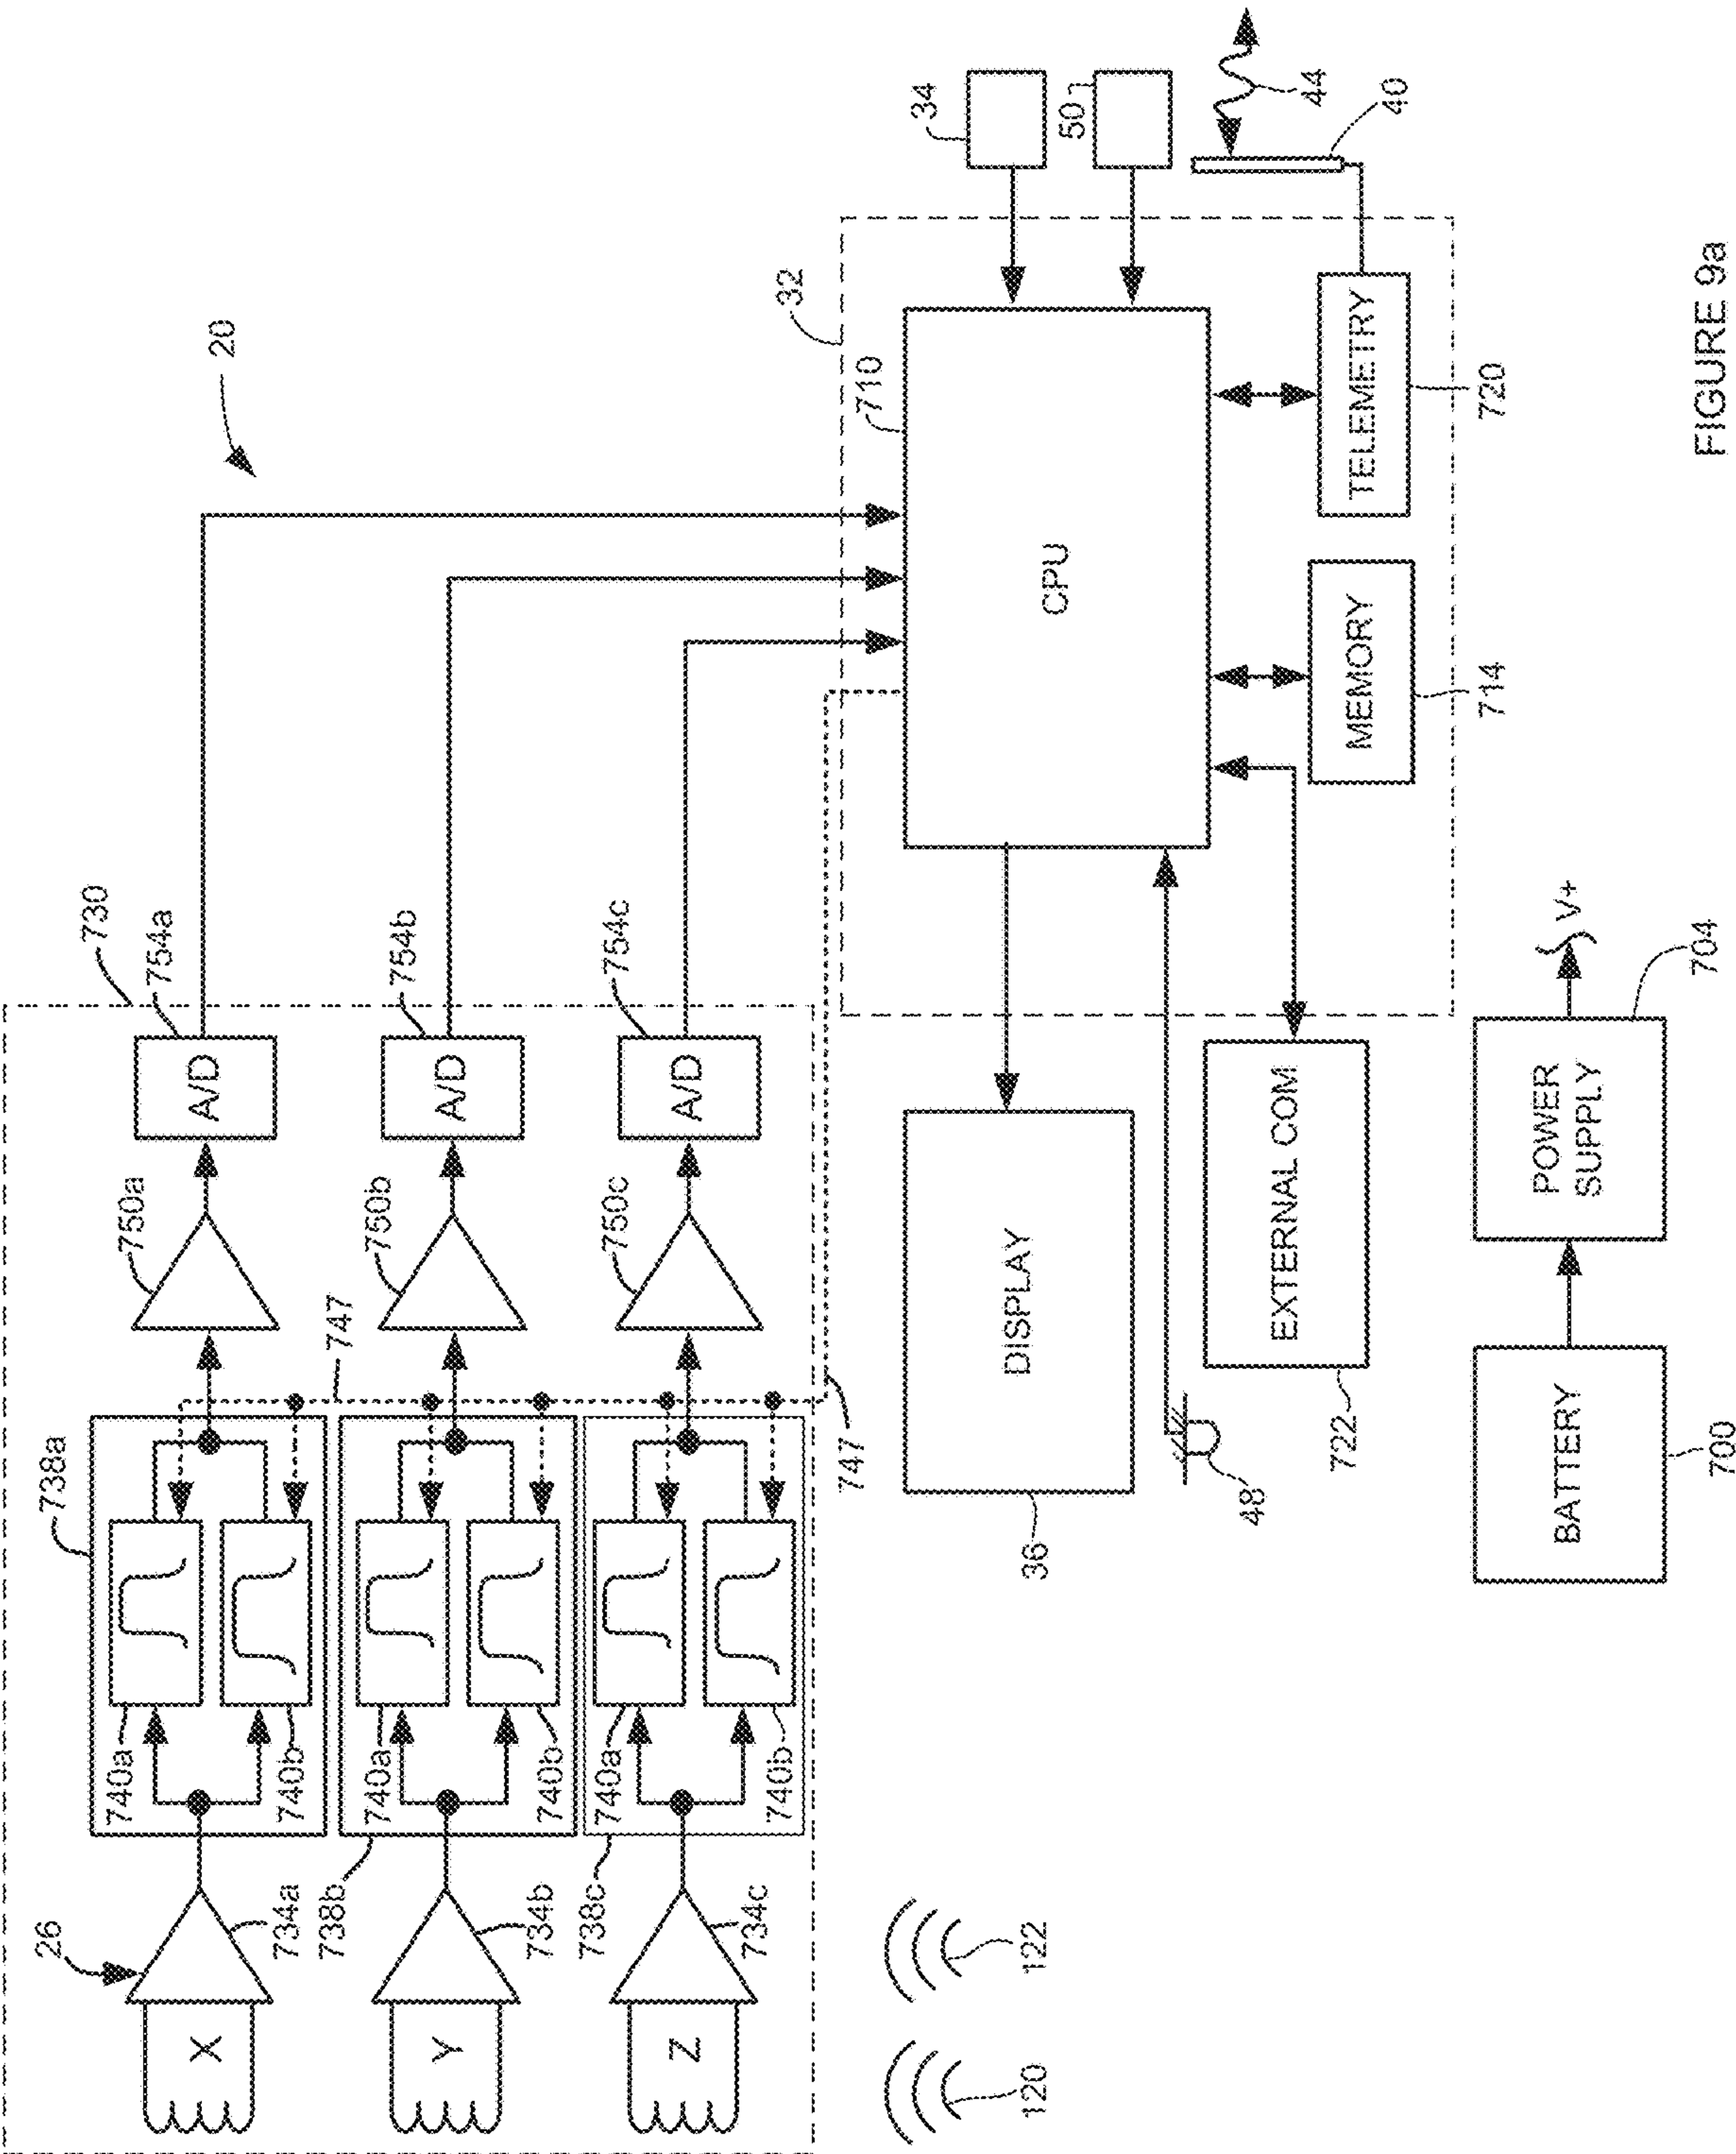 20
730
26
X
734a
738a
740a
740b
747
750a
A/D
754a
Y
734b
738b
740a
740b
750b
A/D
754b
Z
734c
738c
740a
740b
750c
A/D
754c
747
120
122
32
710
CPU
34
50
44
40
DISPLAY
36
48
EXTERNAL COM
722
MEMORY
714
TELEMETRY
720
BATTERY
700
POWER
SUPPLY
704
V+
FIGURE 9a